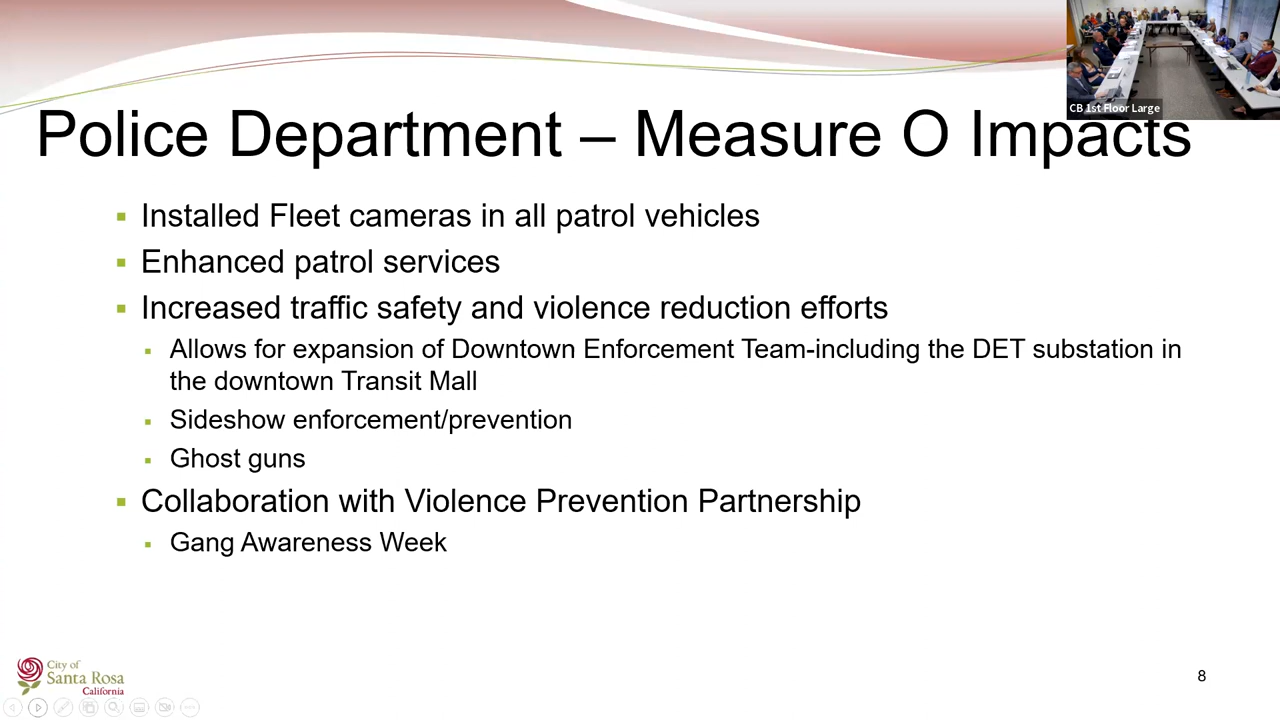 CB 1st Floor Large
Police Department – Measure O Impacts
Installed Fleet cameras in all patrol vehicles
Enhanced patrol services
Increased traffic safety and violence reduction efforts
Allows for expansion of Downtown Enforcement Team-including the DET substation in
the downtown Transit Mall
Sideshow enforcement/prevention
Ghost guns
Collaboration with Violence Prevention Partnership
Gang Awareness Week
City of
Santa Rosa
California
8